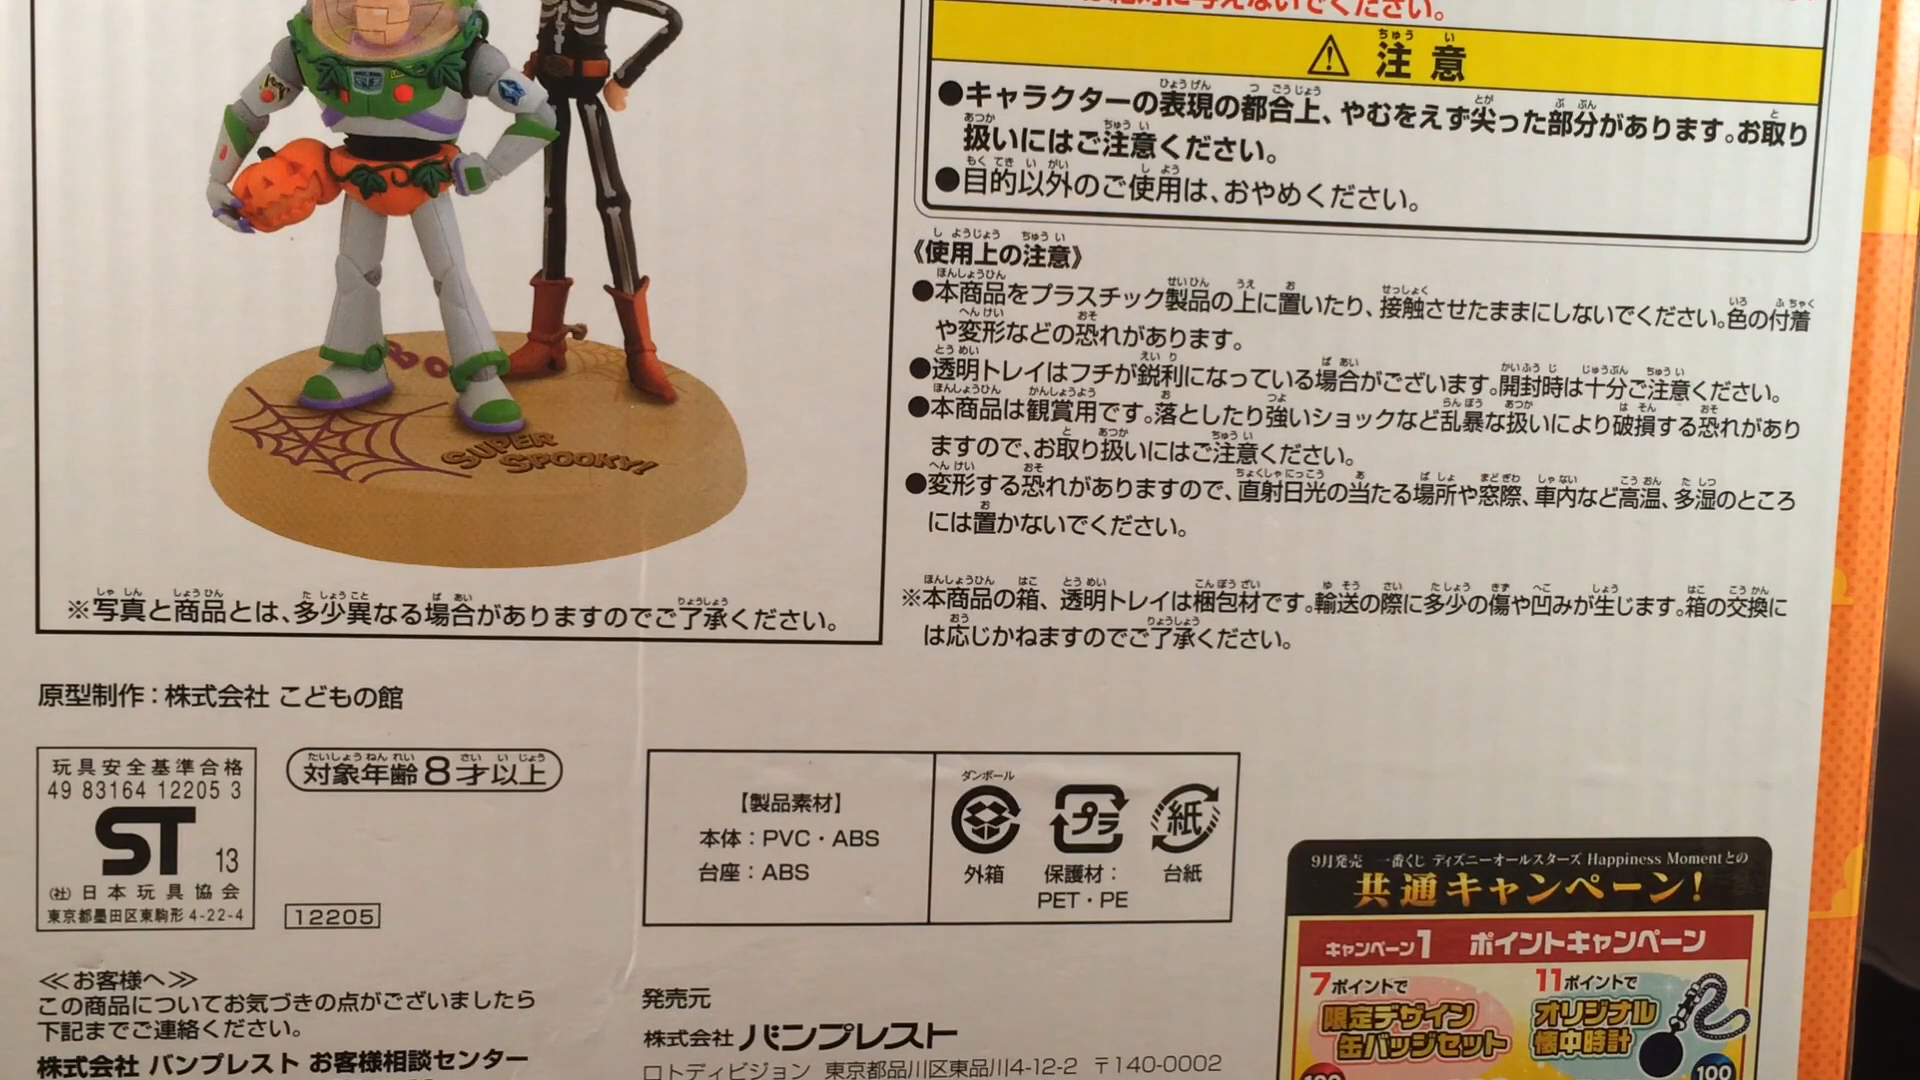 えないでください。
注意
●キャラクターの表現の都合上、やむをえず尖った部分があります。お取り
扱いにはご注意ください。
●目的以外のご使用は、おやめください。
《使用上の注意》
●本商品をプラスチック製品の上に置いたり、接触させたままにしないでください。色の付着
や変形などの恐れがあります。
●透明トレイはフチが鋭利になっている場合がございます。開封時は十分ご注意ください。
●本商品は観賞用です。落としたり強いショックなど乱暴な扱いにより破損する恐れがあり
ますので、お取り扱いにはご注意ください。
●変形する恐れがありますので、直射日光の当たる場所や窓際、車内など高温、多湿のところ
には置かないでください。
※本商品の箱、透明トレイは梱包材です。輸送の際に多少の傷や凹みが生じます。箱の交換に
は応じかねますのでご了承ください。
BOO
SUPER
SPOOKY!
※写真と商品とは、多少異なる場合がありますのでご了承ください。
原型制作：株式会社 こどもの館
玩具安全基準合格
49 83164 12205 3
ST 13
(社)日本玩具協会
東京都墨田区東駒形4-22-4
対象年齢8才以上
12205
【製品素材】
本体：PVC・ABS
台座：ABS
ダンボール
外箱
プラ
保護材：
PET・PE
紙
台紙
≪お客様へ≫
この商品についてお気づきの点がございましたら
下記までご連絡ください。
株式会社 バンプレスト お客様相談センター
発売元
株式会社バンプレスト
ロトディビジョン 東京都品川区東品川4-12-2 〒140-0002
9月発売 一番くじ ディズニーオールスターズ Happiness Momentとの
共通キャンペーン!
キャンペーン1 ポイントキャンペーン
7ポイントで
限定デザイン
缶バッジセット
11ポイントで
オリジナル
懐中時計
100
100